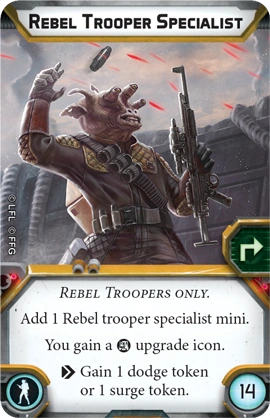 REBEL TROOPER SPECIALIST
©LFL ©FFG
REBEL TROOPERS ONLY.
Add 1 Rebel trooper specialist mini.
You gain a upgrade icon.
Gain 1 dodge token
or 1 surge token.
14